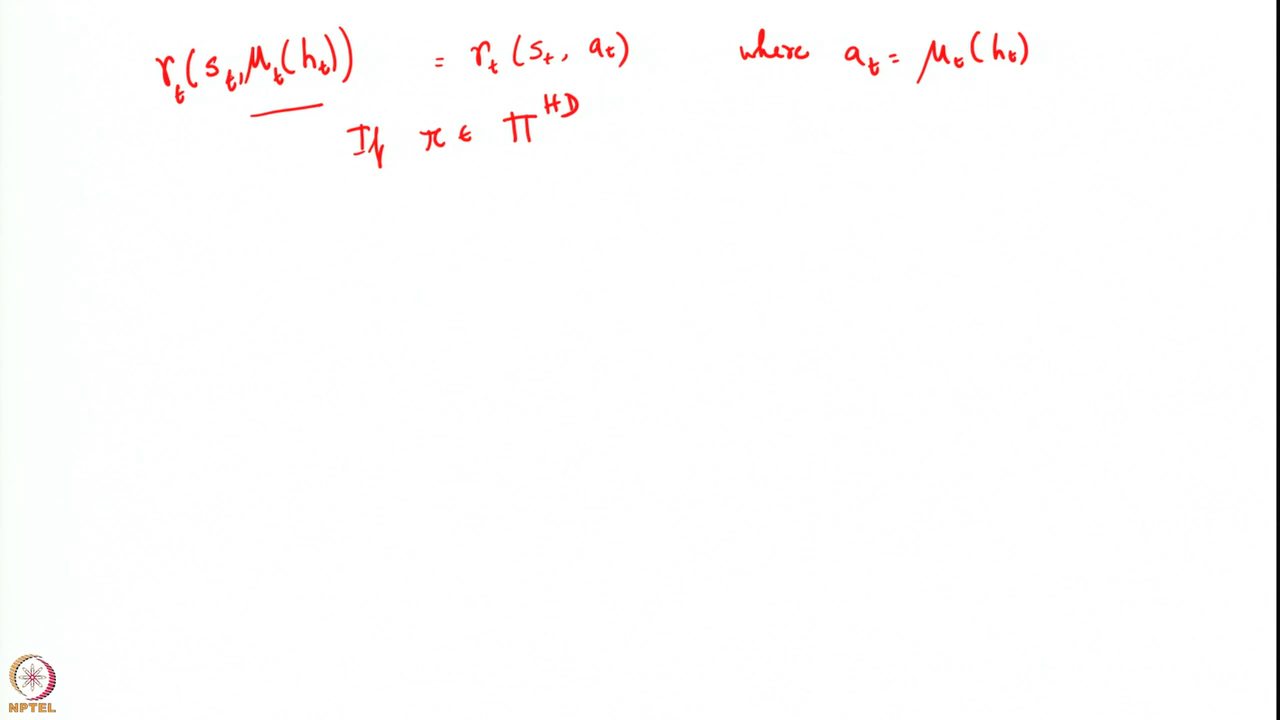 r_t(s_t, μ_t(h_t)) = r_t(s_t, a_t) where a_t = μ_t(h_t)
If π ∈ Π^{HD}
NPTEL